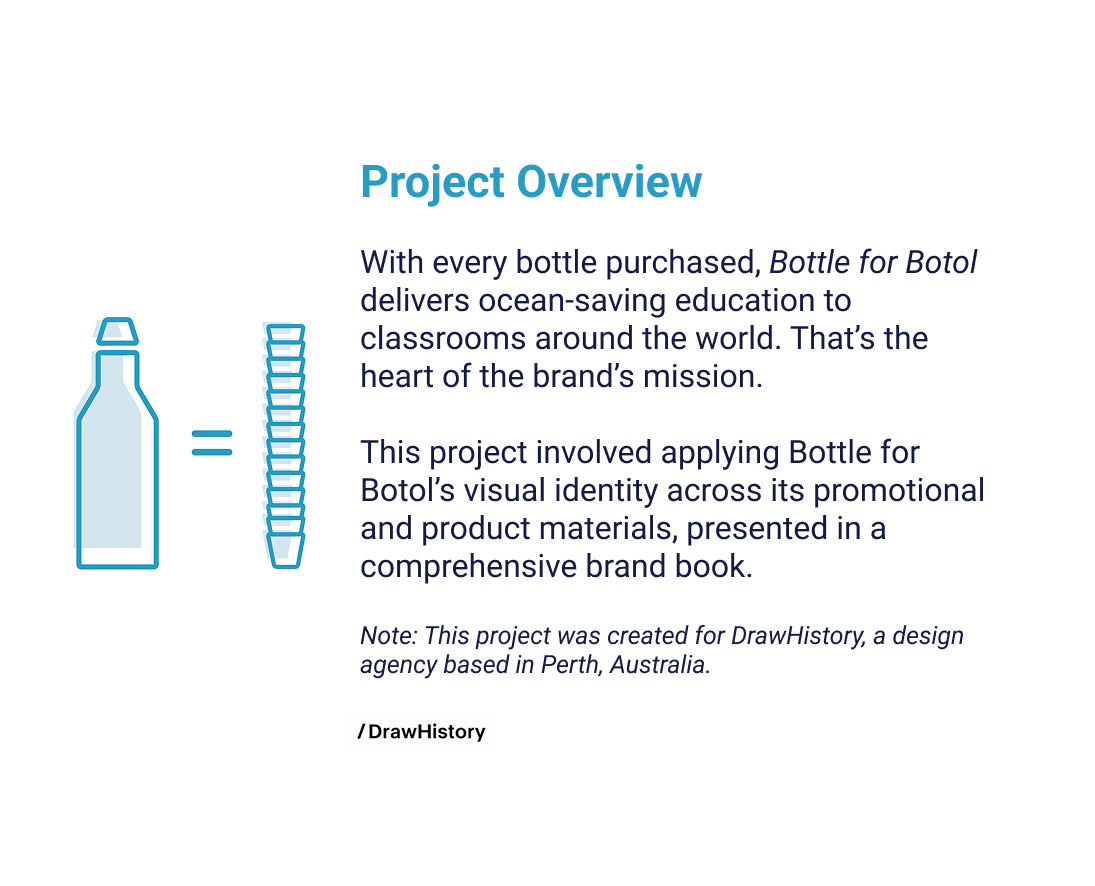 Project Overview
With every bottle purchased, Bottle for Botol
delivers ocean-saving education to
classrooms around the world. That’s the
heart of the brand’s mission.
This project involved applying Bottle for
Botol’s visual identity across its promotional
and product materials, presented in a
comprehensive brand book.
Note: This project was created for DrawHistory, a design
agency based in Perth, Australia.
/DrawHistory